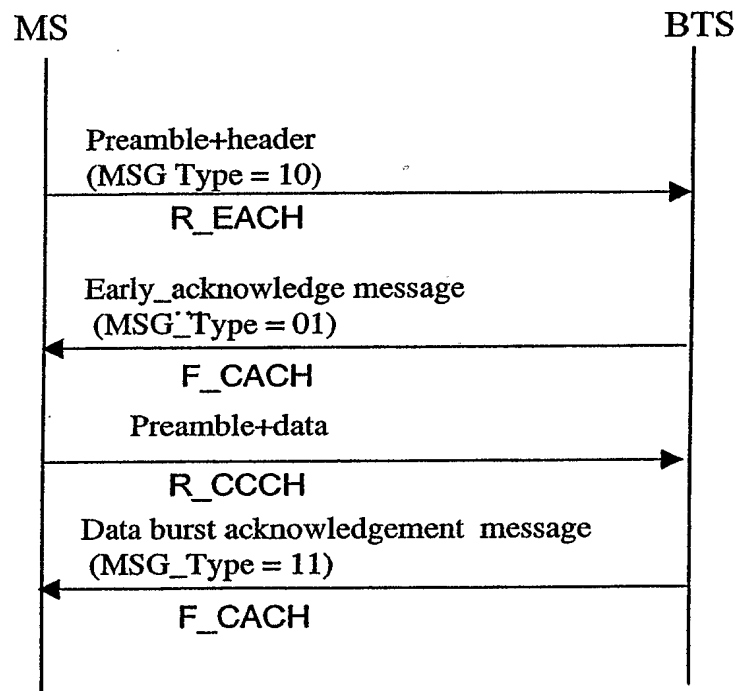 MS
BTS
Preamble+header
(MSG Type = 10)
R_EACH
Early_acknowledge message
(MSG_Type = 01)
F_CACH
Preamble+data
R_CCCH
Data burst acknowledgement message
(MSG_Type = 11)
F_CACH